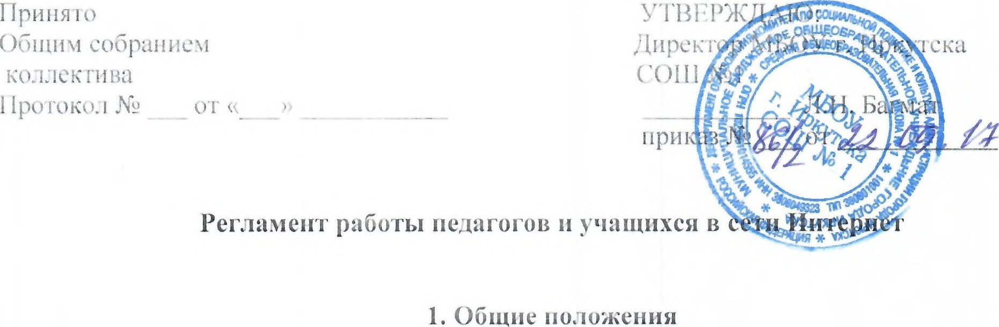 Принято
Общим собранием
коллектива
Протокол № ___ от «___» ___________
УТВЕРЖДАЮ:
Директор МБОУ г. Иркутска
СОШ №1
___________ Л.Н. Багмат
приказ № 86/2 от 22.09.17
МБОУ
г. Иркутска
СОШ № 1
Регламент работы педагогов и учащихся в сети Интернет
1. Общие положения